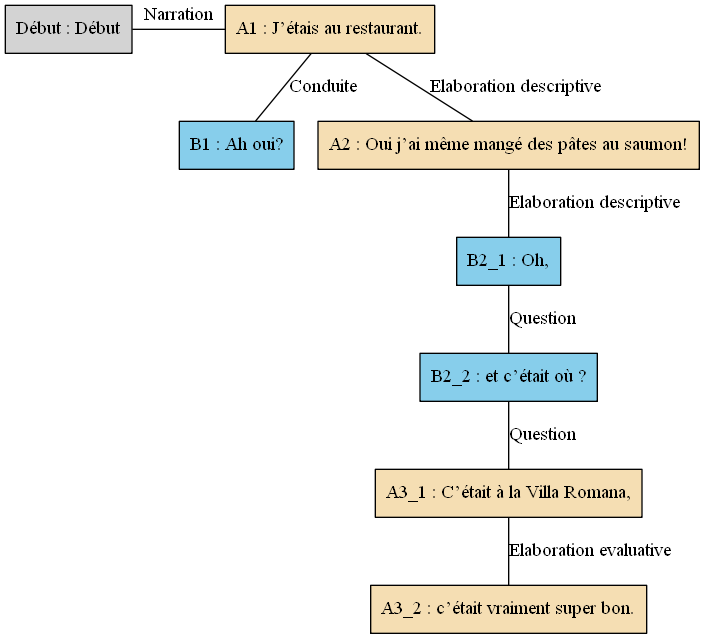 Début : Début
Narration
A1 : J’étais au restaurant.
Conduite
Elaboration descriptive
B1 : Ah oui?
A2 : Oui j’ai même mangé des pâtes au saumon!
Elaboration descriptive
B2_1 : Oh,
Question
B2_2 : et c’était où ?
Question
A3_1 : C’était à la Villa Romana,
Elaboration evaluative
A3_2 : c’était vraiment super bon.